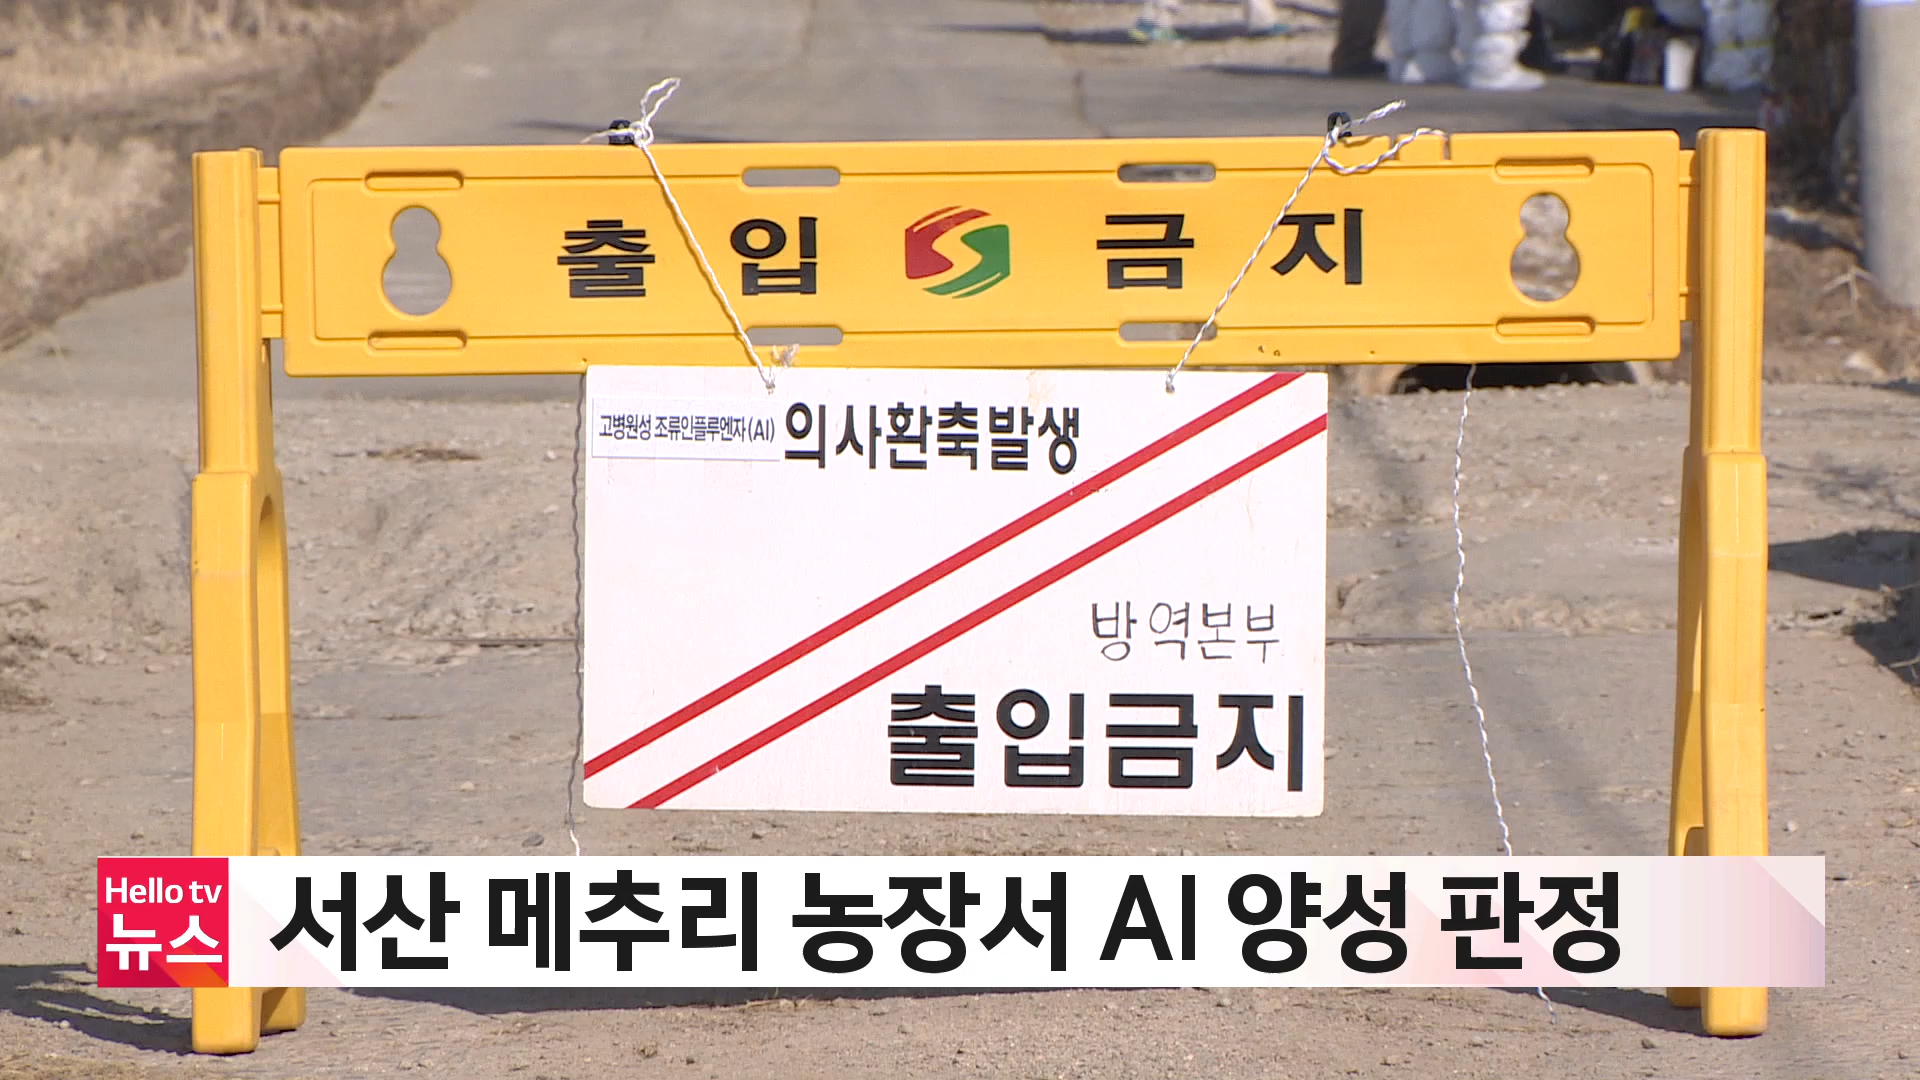 출입 금지
고병원성 조류인플루엔자(AI) 의사환축발생
방역본부
출입금지
Hello tv
뉴스
서산 메추리 농장서 AI 양성 판정